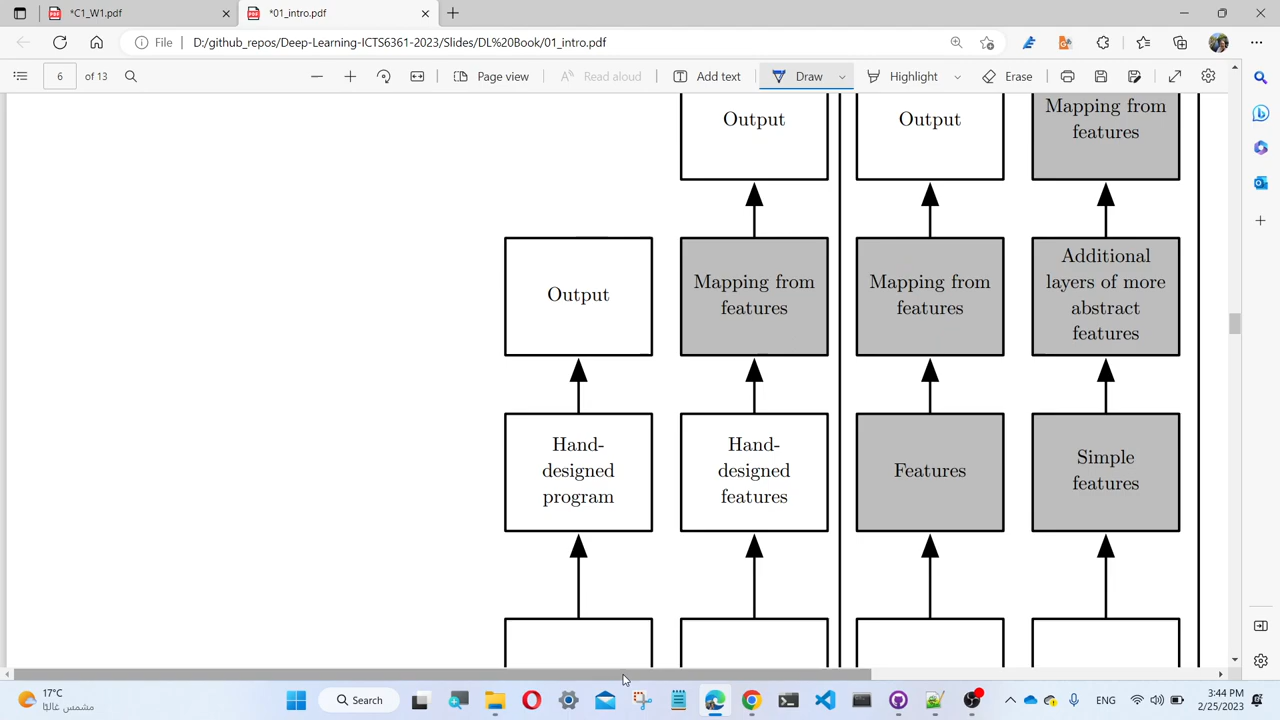 *C1_W1.pdf
*01_intro.pdf
File
D:/github_repos/Deep-Learning-ICTS6361-2023/Slides/DL%20Book/01_intro.pdf
6
of 13
Page view
Read aloud
Add text
Draw
Highlight
Erase
Output
Output
Mapping from
features
Output
Mapping from
features
Mapping from
features
Additional
layers of more
abstract
features
Hand-
designed
program
Hand-
designed
features
Features
Simple
features
17°C
مشمس غالبًا
Search
ENG
3:44 PM
2/25/2023